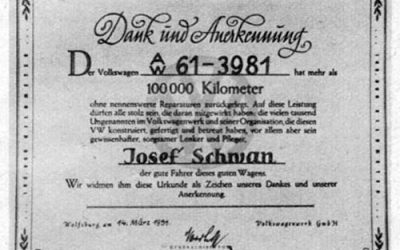 Dank und Anerkennung
Der Volkswagen AW 61-3981 hat mehr als
100000 Kilometer
ohne nennenswerte Reparaturen zurückgelegt. Auf diese Leistung
dürfen alle stolz sein, die daran mitgewirkt haben: die vielen tausend
Ungenannten im Volkswagenwerk und seiner Organisation, die diesen
VW konstruiert, gefertigt und betreut haben, vor allem aber sein
gewissenhafter, sorgsamer Lenker und Pfleger,
Josef Schwan
der gute Fahrer dieses guten Wagens.
Wir widmen ihm diese Urkunde als Zeichen unseres Dankes und unserer
Anerkennung.
Wolfsburg, am 14. März 1951. Volkswagenwerk GmbH